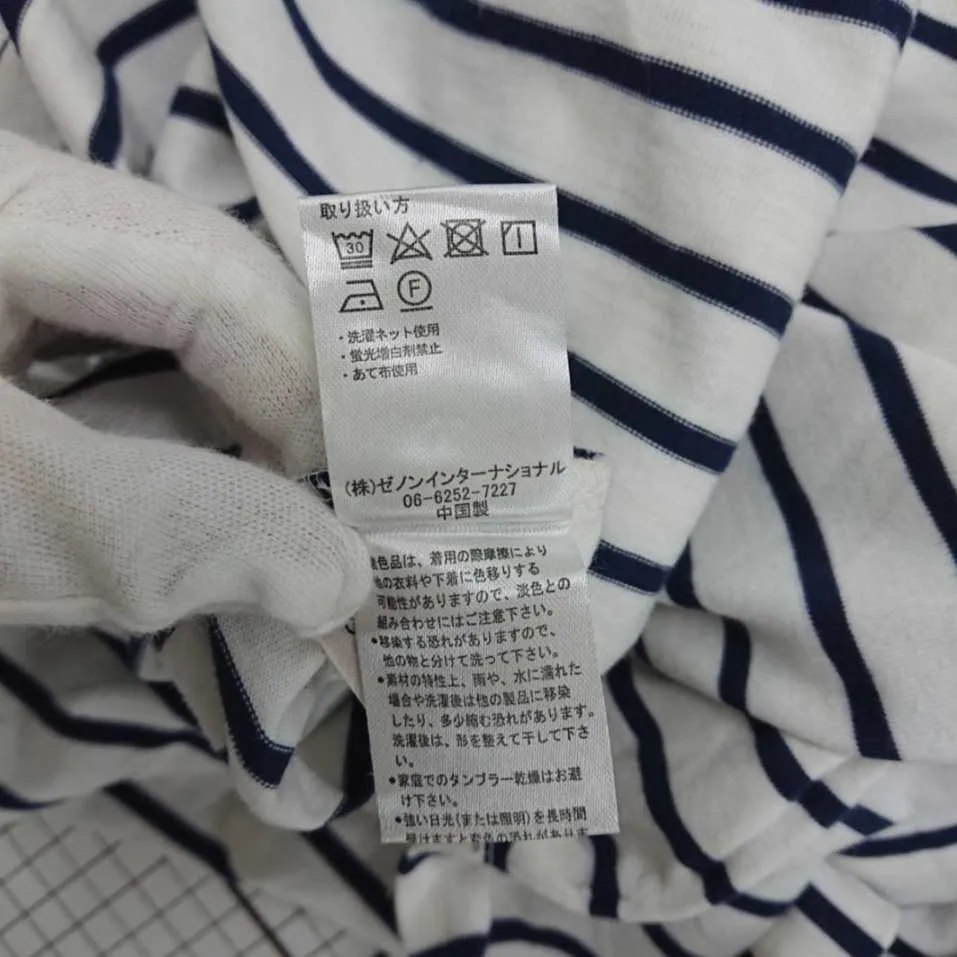 取り扱い方
30
F
・洗濯ネット使用
・蛍光増白剤禁止
・あて布使用
(株)ゼノンインターナショナル
06-6252-7227
中国製
色品は、着用の際摩擦により
の衣料や下着に色移りする
可能性がありますので、淡色との
組み合わせにはご注意下さい。
●移染する恐れがありますので、
他の物と分けて洗って下さい。
●素材の特性上、雨や、水に濡れた
場合や洗濯後は他の製品に移染
したり、多少縮む恐れがあります。
洗濯後は、形を整えて干して下さ
い。
●家庭でのタンブラー乾燥はお避
け下さい。
●強い日光(または照明)を長時間